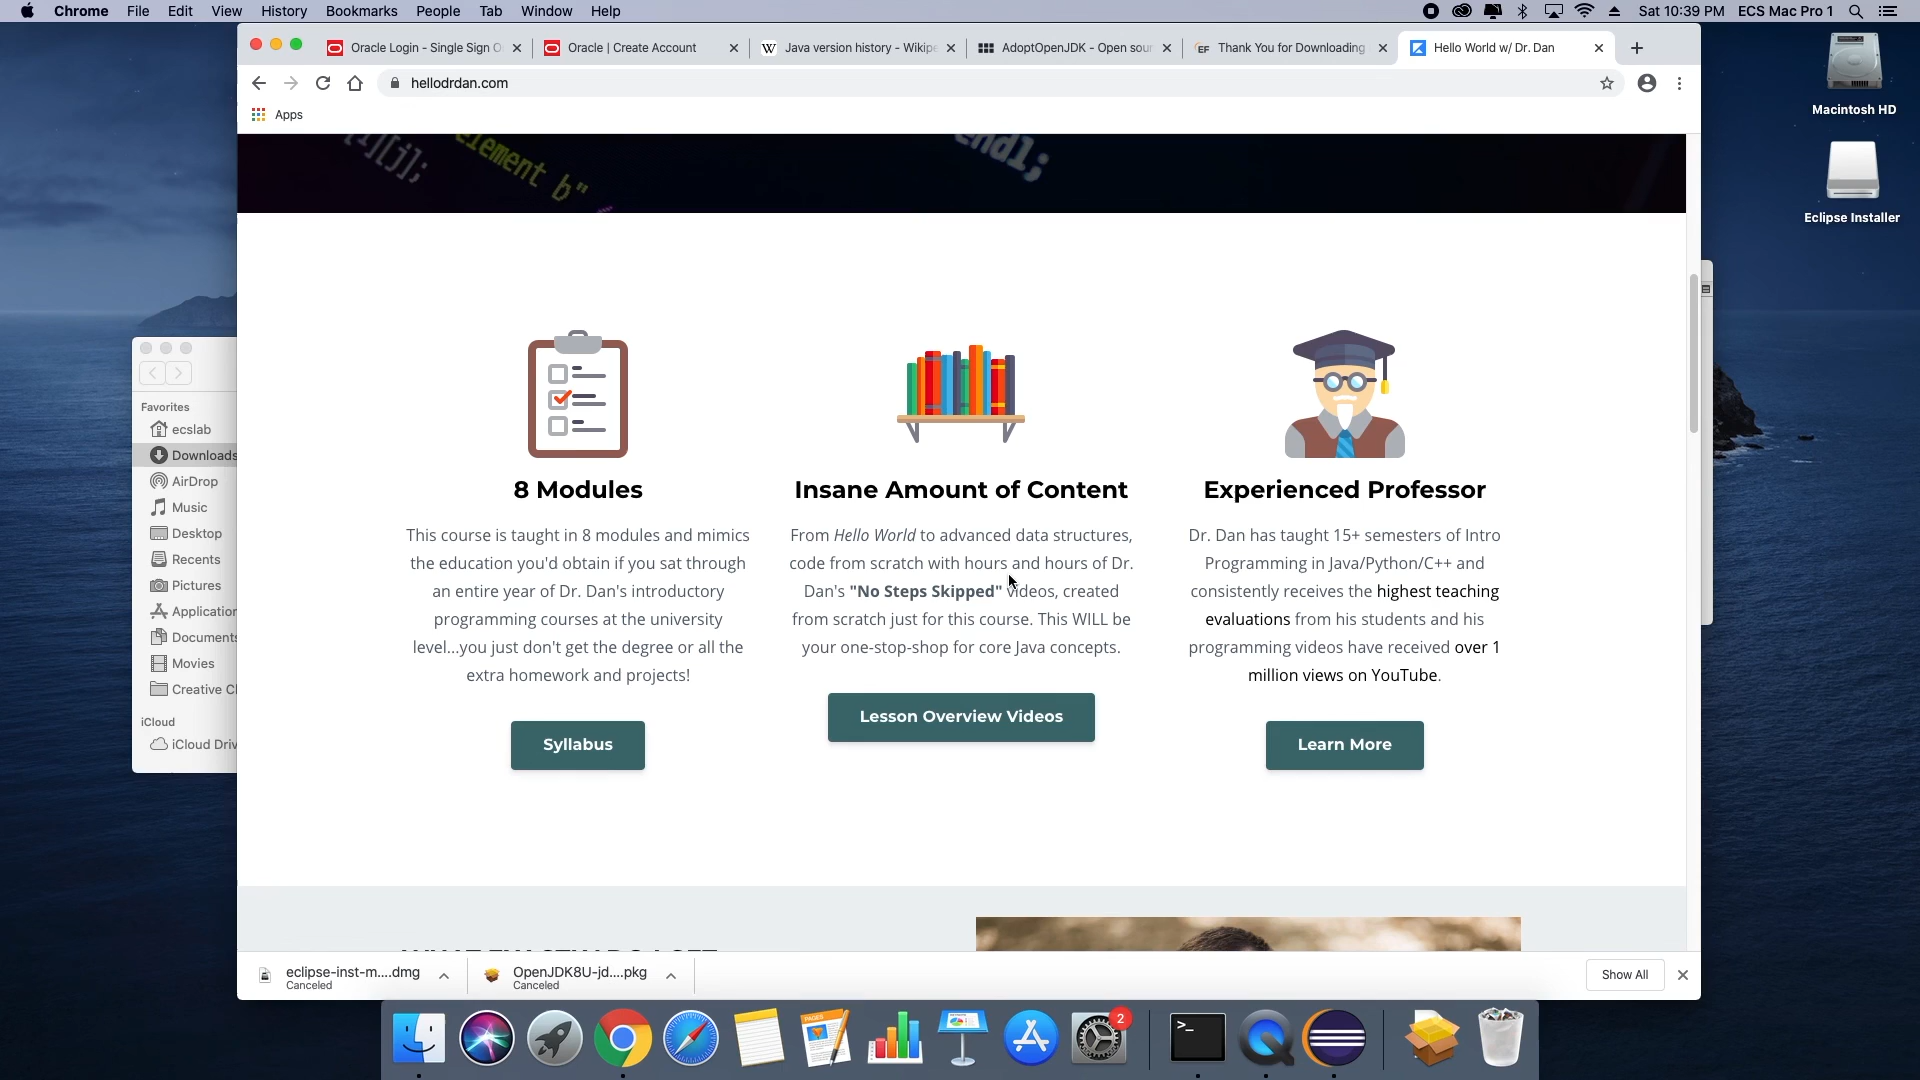 Chrome File Edit View History Bookmarks People Tab Window Help
Sat 10:39 PM ECS Mac Pro 1
Oracle Login - Single Sign O
Oracle | Create Account
Java version history - Wikipe
AdoptOpenJDK - Open sour
Thank You for Downloading
Hello World w/ Dr. Dan
hellodrdan.com
Apps
Macintosh HD
Eclipse Installer
[i][j];
element b"
endl;
Favorites
ecslab
Downloads
AirDrop
Music
Desktop
Recents
Pictures
Application
Documents
Movies
Creative Cl
iCloud
iCloud Driv
8 Modules
This course is taught in 8 modules and mimics
the education you'd obtain if you sat through
an entire year of Dr. Dan's introductory
programming courses at the university
level...you just don't get the degree or all the
extra homework and projects!
Syllabus
Insane Amount of Content
From Hello World to advanced data structures,
code from scratch with hours and hours of Dr.
Dan's "No Steps Skipped" videos, created
from scratch just for this course. This WILL be
your one-stop-shop for core Java concepts.
Lesson Overview Videos
Experienced Professor
Dr. Dan has taught 15+ semesters of Intro
Programming in Java/Python/C++ and
consistently receives the highest teaching
evaluations from his students and his
programming videos have received over 1
million views on YouTube.
Learn More
eclipse-inst-m....dmg
Canceled
OpenJDK8U-jd....pkg
Canceled
Show All
PAGES
2